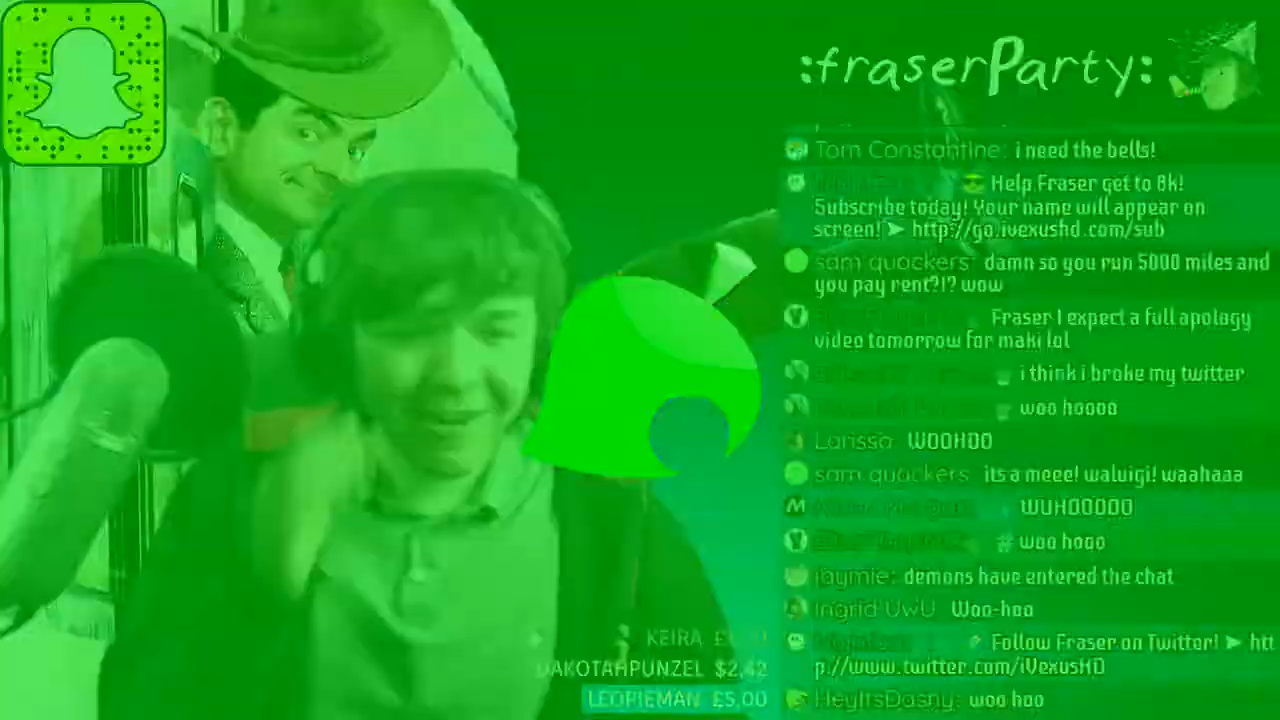 :fraserParty:
Tom Constantine: i need the bells!
Help Fraser get to 8k!
Subscribe today! Your name will appear on
screen! ➤ http://go.ivexushd.com/sub
sam quackers: damn so you run 5000 miles and
you pay rent?!? wow
Fraser I expect a full apology
video tomorrow for maki lol
i think i broke my twitter
woo hoooo
Larissa: WOOHOO
sam quackers: its a meee! waluigi! waahaaa
WUHOOOOO
# woo hooo
jaymie: demons have entered the chat
Ingrid UwU: Woo-hoo
Follow Fraser on Twitter! ➤ htt
p://www.twitter.com/iVexusHD
HeyItsDasny: woo hoo
KEIRA
DAKOTAHPUNZEL $2,42
LEOPIEMAN £5,00